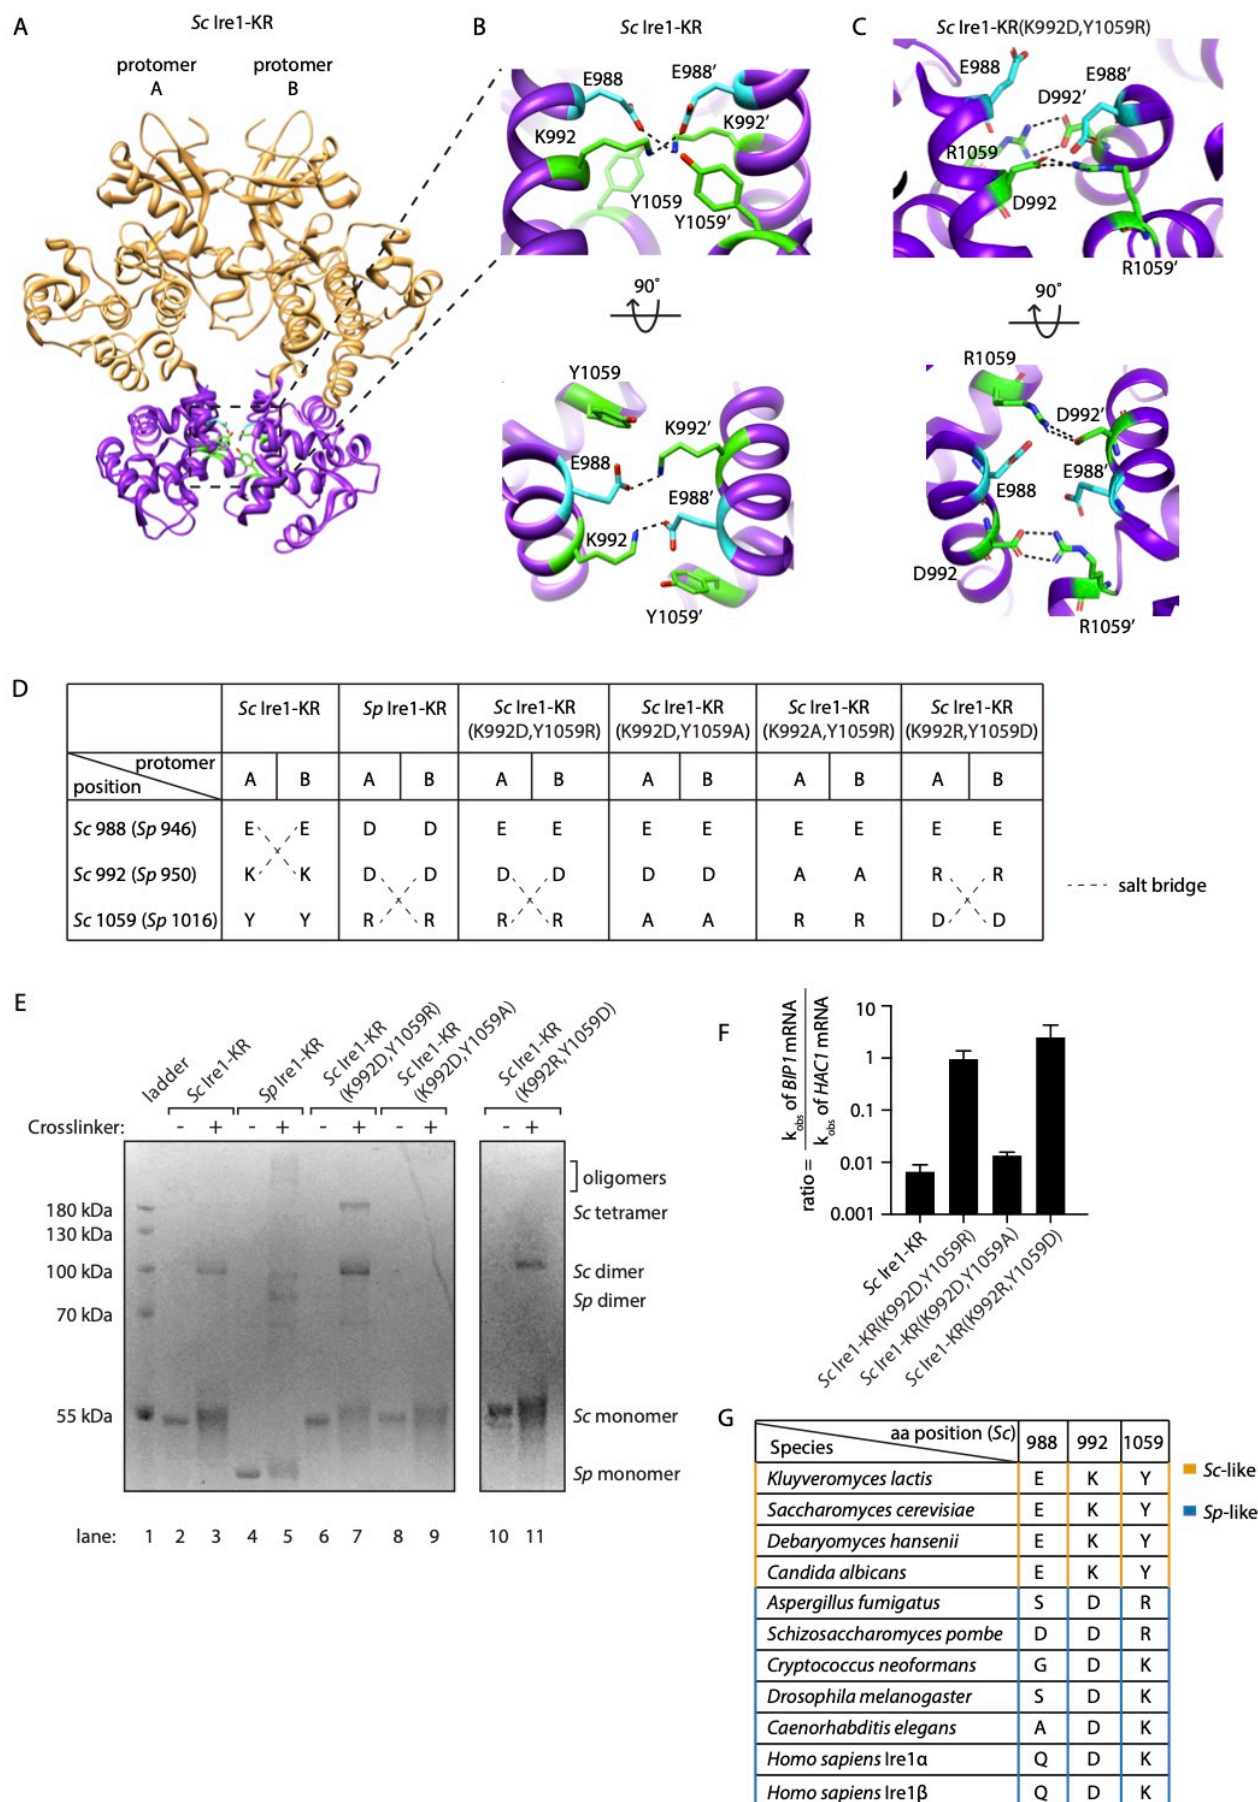 A
Sc Ire1-KR
protomer
A
protomer
B
B
Sc Ire1-KR
E988
E988′
K992
K992′
Y1059
Y1059′
90°
Y1059
K992′
E988
E988′
K992
Y1059′
C
Sc Ire1-KR(K992D,Y1059R)
E988
E988′
D992′
R1059
D992
R1059′
90°
R1059
D992′
E988′
E988
D992
R1059′
D
Sc Ire1-KR
Sp Ire1-KR
Sc Ire1-KR
(K992D,Y1059R)
Sc Ire1-KR
(K992D,Y1059A)
Sc Ire1-KR
(K992A,Y1059R)
Sc Ire1-KR
(K992R,Y1059D)
protomer
position
A B A B A B A B A B A B
Sc 988 (Sp 946) E E D D E E E E E E E E
Sc 992 (Sp 950) K K D D D D D D A A R R
Sc 1059 (Sp 1016) Y Y R R R R A A R R D D
---- salt bridge
E
ladder
Sc Ire1-KR
Sp Ire1-KR
Sc Ire1-KR
(K992D,Y1059R)
Sc Ire1-KR
(K992D,Y1059A)
Sc Ire1-KR
(K992R,Y1059D)
Crosslinker: - + - + - + - + - +
180 kDa
130 kDa
100 kDa
70 kDa
55 kDa
oligomers
Sc tetramer
Sc dimer
Sp dimer
Sc monomer
Sp monomer
lane: 1 2 3 4 5 6 7 8 9 10 11
F
ratio =
kobs of BIP1 mRNA
kobs of HAC1 mRNA
10
1
0.1
0.01
0.001
Sc Ire1-KR
Sc Ire1-KR(K992D,Y1059R)
Sc Ire1-KR(K992D,Y1059A)
Sc Ire1-KR(K992R,Y1059D)
G
aa position (Sc)
Species
988 992 1059
Kluyveromyces lactis E K Y
Saccharomyces cerevisiae E K Y
Debaryomyces hansenii E K Y
Candida albicans E K Y
Aspergillus fumigatus S D R
Schizosaccharomyces pombe D D R
Cryptococcus neoformans G D K
Drosophila melanogaster S D K
Caenorhabditis elegans A D K
Homo sapiens Ire1α Q D K
Homo sapiens Ire1β Q D K
Sc-like
Sp-like